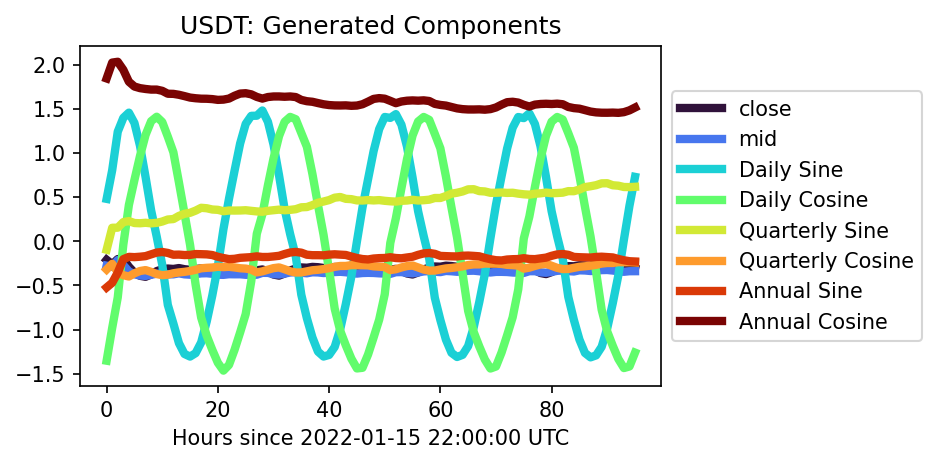 USDT: Generated Components
2.0
1.5
1.0
0.5
0.0
−0.5
−1.0
−1.5
0
20
40
60
80
Hours since 2022-01-15 22:00:00 UTC
close
mid
Daily Sine
Daily Cosine
Quarterly Sine
Quarterly Cosine
Annual Sine
Annual Cosine